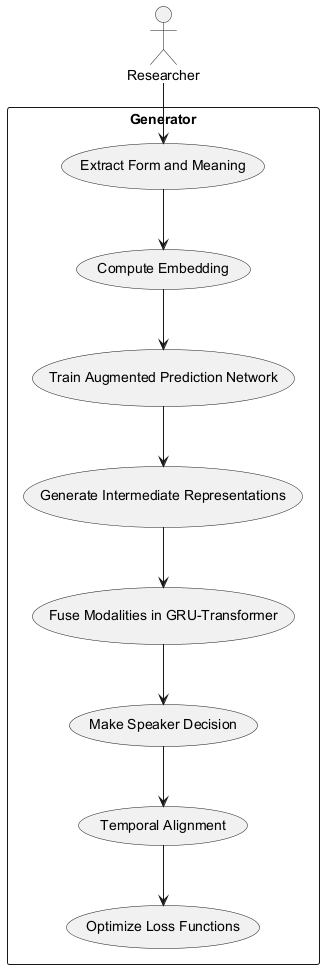 Researcher
Generator
Extract Form and Meaning
Compute Embedding
Train Augmented Prediction Network
Generate Intermediate Representations
Fuse Modalities in GRU-Transformer
Make Speaker Decision
Temporal Alignment
Optimize Loss Functions